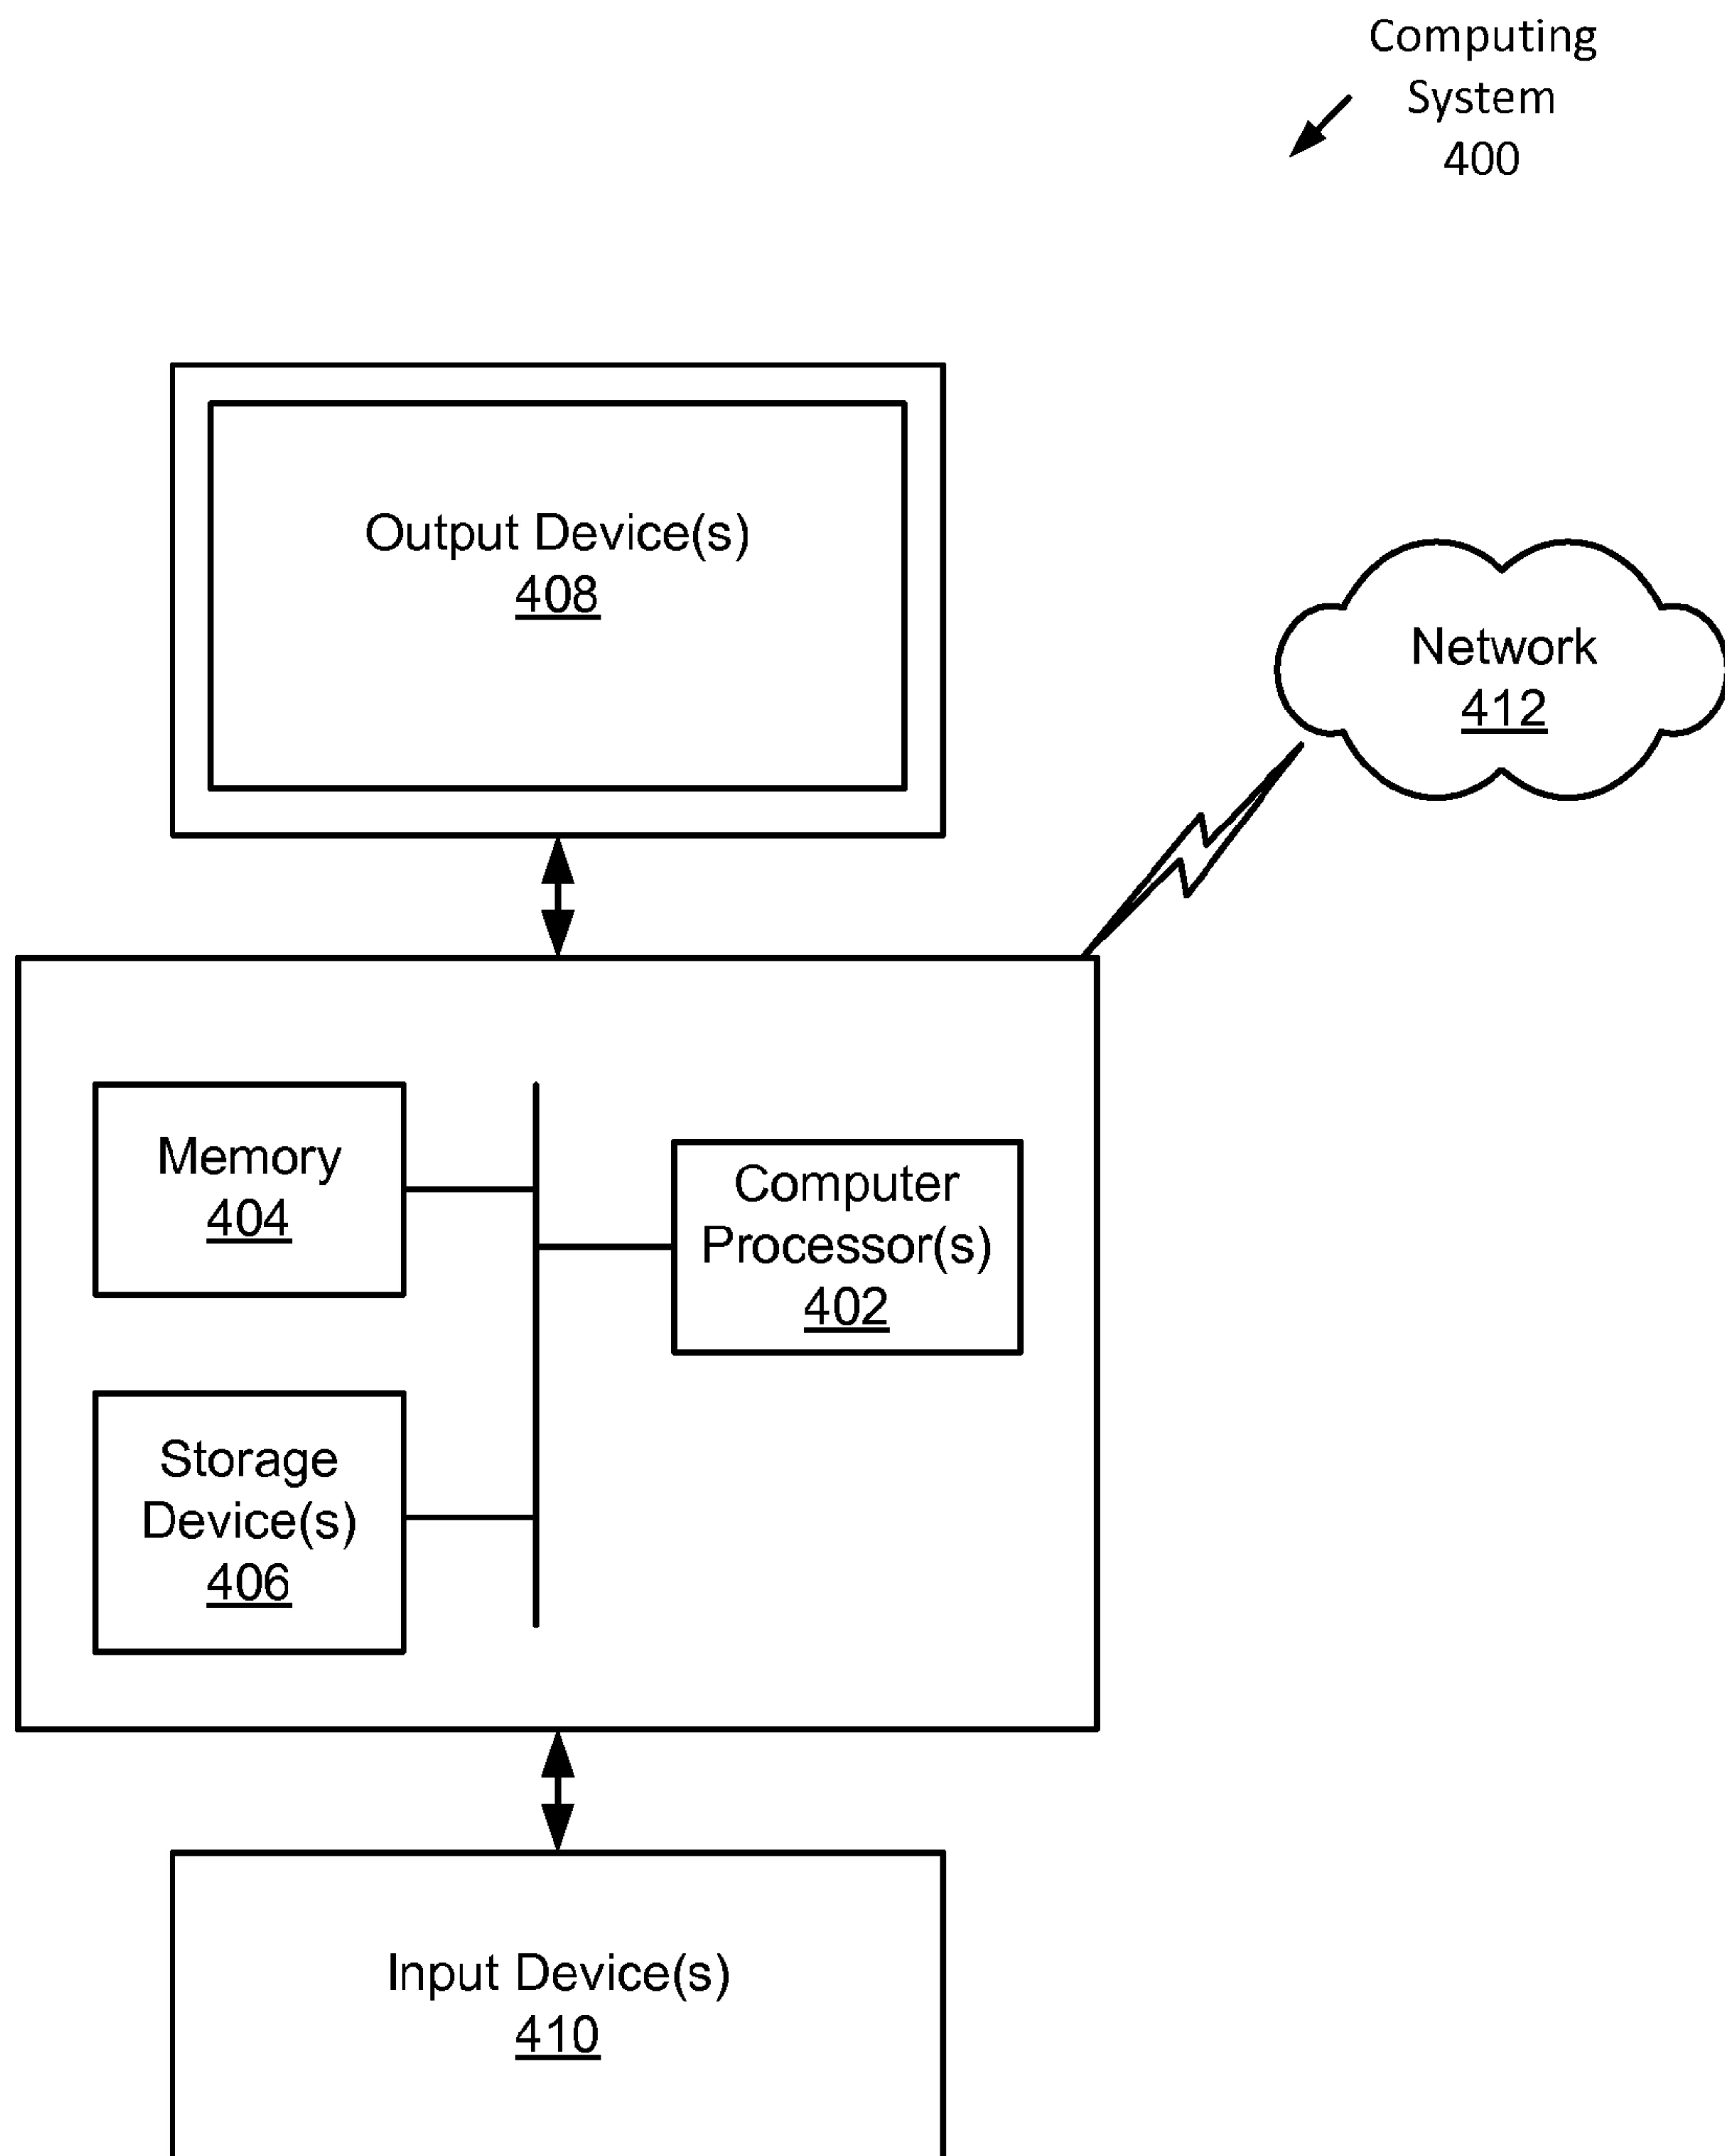 Computing
System
400
Output Device(s)
408
Network
412
Memory
404
Computer
Processor(s)
402
Storage
Device(s)
406
Input Device(s)
410